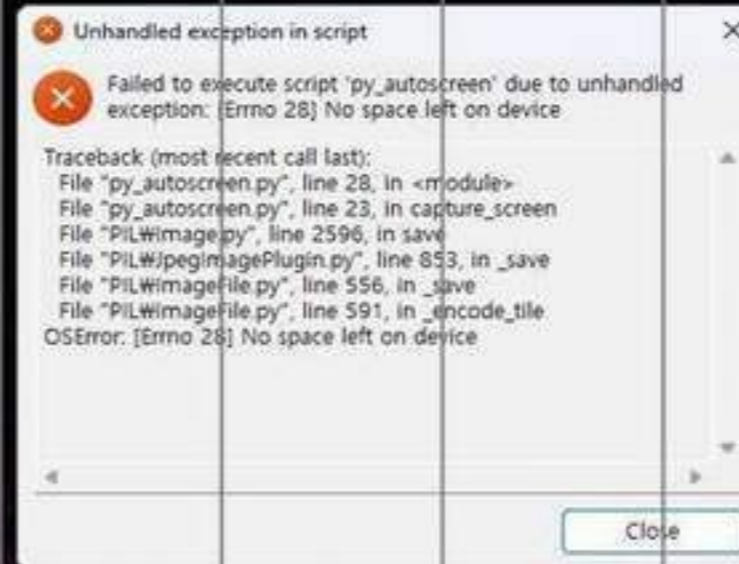 Unhandled exception in script
Failed to execute script 'py_autoscreen' due to unhandled
exception: [Errno 28] No space left on device
Traceback (most recent call last):
File "py_autoscreen.py", line 28, in <module>
File "py_autoscreen.py", line 23, in capture_screen
File "PIL₩Image.py", line 2596, in save
File "PIL₩JpegImagePlugin.py", line 853, in _save
File "PIL₩ImageFile.py", line 556, in _save
File "PIL₩ImageFile.py", line 591, in _encode_tile
OSError: [Errno 28] No space left on device
Close